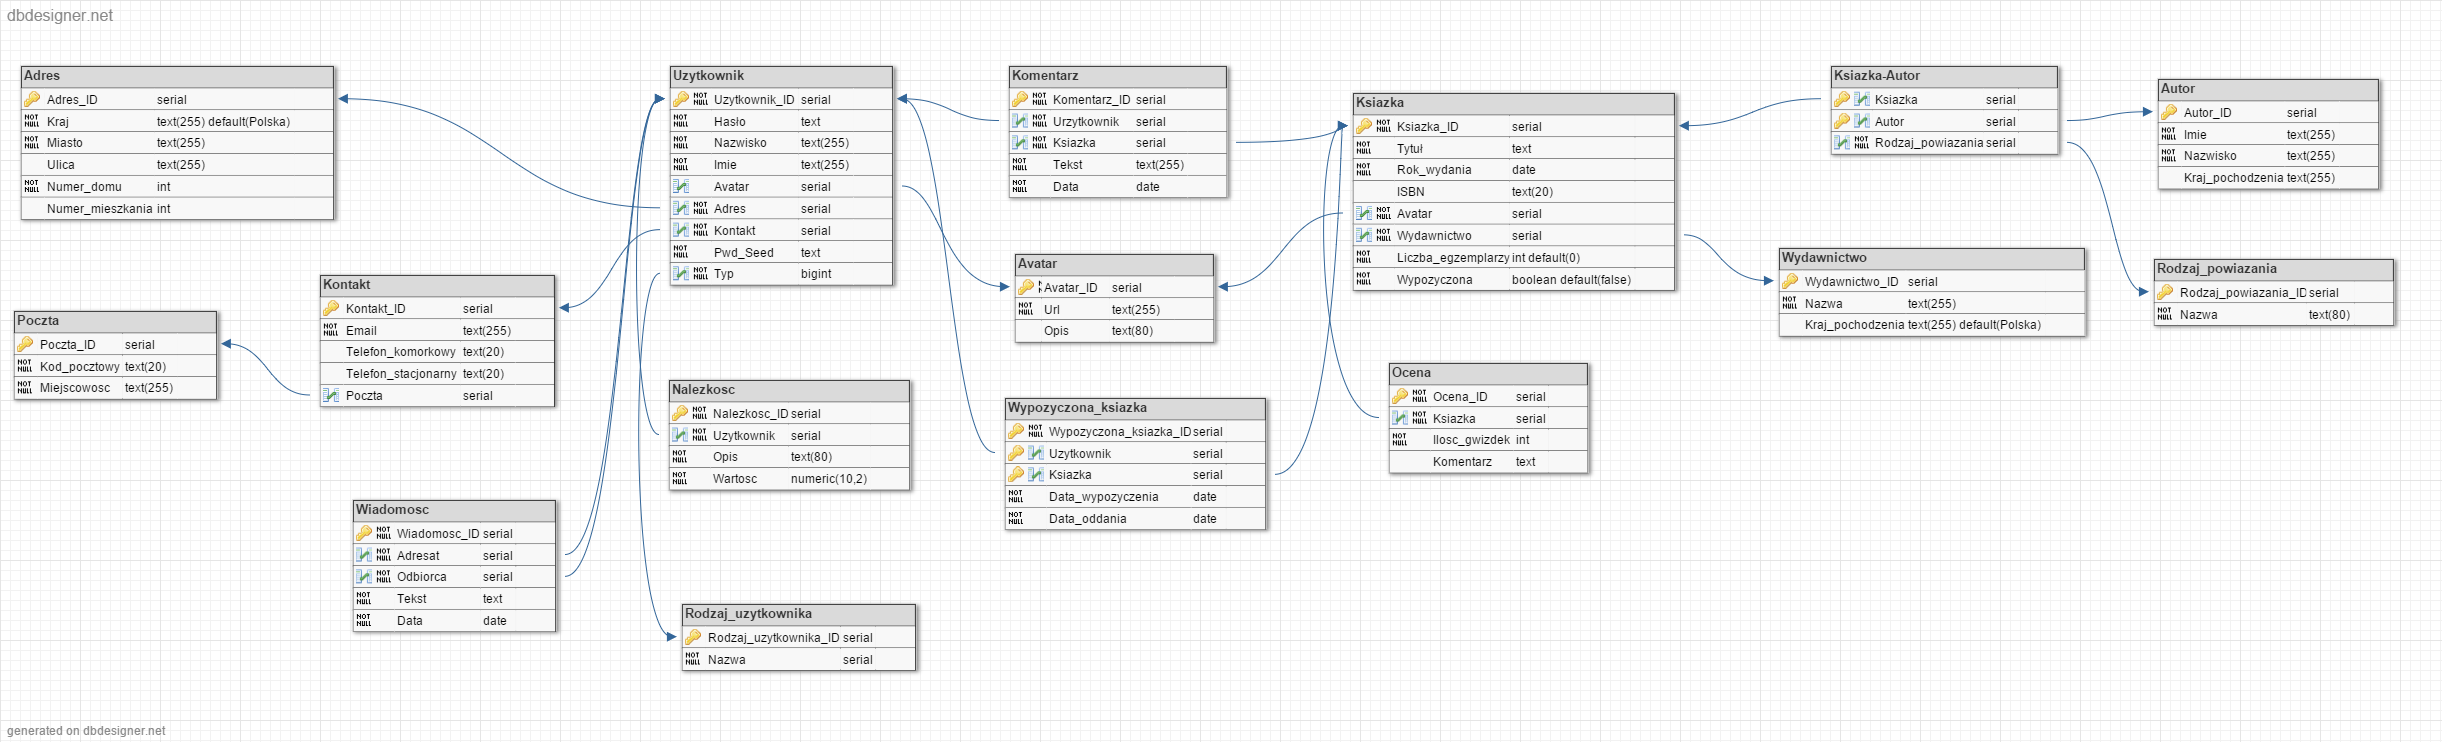 dbdesigner.net
Adres
Adres_ID serial
NOT NULL Kraj text(255) default(Polska)
NOT NULL Miasto text(255)
Ulica text(255)
NOT NULL Numer_domu int
Numer_mieszkania int
Poczta
Poczta_ID serial
NOT NULL Kod_pocztowy text(20)
NOT NULL Miejscowosc text(255)
Kontakt
Kontakt_ID serial
NOT NULL Email text(255)
Telefon_komorkowy text(20)
Telefon_stacjonarny text(20)
Poczta serial
Wiadomosc
NOT NULL Wiadomosc_ID serial
NOT NULL Adresat serial
NOT NULL Odbiorca serial
NOT NULL Tekst text
NOT NULL Data date
Uzytkownik
NOT NULL Uzytkownik_ID serial
NOT NULL Hasło text
NOT NULL Nazwisko text(255)
NOT NULL Imie text(255)
Avatar serial
NOT NULL Adres serial
NOT NULL Kontakt serial
NOT NULL Pwd_Seed text
NOT NULL Typ bigint
Nalezkosc
NOT NULL Nalezkosc_ID serial
NOT NULL Uzytkownik serial
NOT NULL Opis text(80)
NOT NULL Wartosc numeric(10,2)
Rodzaj_uzytkownika
Rodzaj_uzytkownika_ID serial
NOT NULL Nazwa serial
Komentarz
NOT NULL Komentarz_ID serial
NOT NULL Urzytkownik serial
NOT NULL Ksiazka serial
NOT NULL Tekst text(255)
NOT NULL Data date
Avatar
Avatar_ID serial
NOT NULL Url text(255)
Opis text(80)
Wypozyczona_ksiazka
NOT NULL Wypozyczona_ksiazka_ID serial
Uzytkownik serial
Ksiazka serial
NOT NULL Data_wypozyczenia date
NOT NULL Data_oddania date
Ksiazka
NOT NULL Ksiazka_ID serial
NOT NULL Tytuł text
NOT NULL Rok_wydania date
ISBN text(20)
NOT NULL Avatar serial
NOT NULL Wydawnictwo serial
NOT NULL Liczba_egzemplarzy int default(0)
NOT NULL Wypozyczona boolean default(false)
Ocena
NOT NULL Ocena_ID serial
NOT NULL Ksiazka serial
NOT NULL Ilosc_gwizdek int
Komentarz text
Ksiazka-Autor
Ksiazka serial
Autor serial
NOT NULL Rodzaj_powiazania serial
Wydawnictwo
Wydawnictwo_ID serial
NOT NULL Nazwa text(255)
Kraj_pochodzenia text(255) default(Polska)
Autor
Autor_ID serial
NOT NULL Imie text(255)
NOT NULL Nazwisko text(255)
Kraj_pochodzenia text(255)
Rodzaj_powiazania
Rodzaj_powiazania_ID serial
NOT NULL Nazwa text(80)
generated on dbdesigner.net